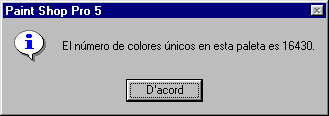 Paint Shop Pro 5
El número de colores únicos en esta paleta es 16430.
D'acord